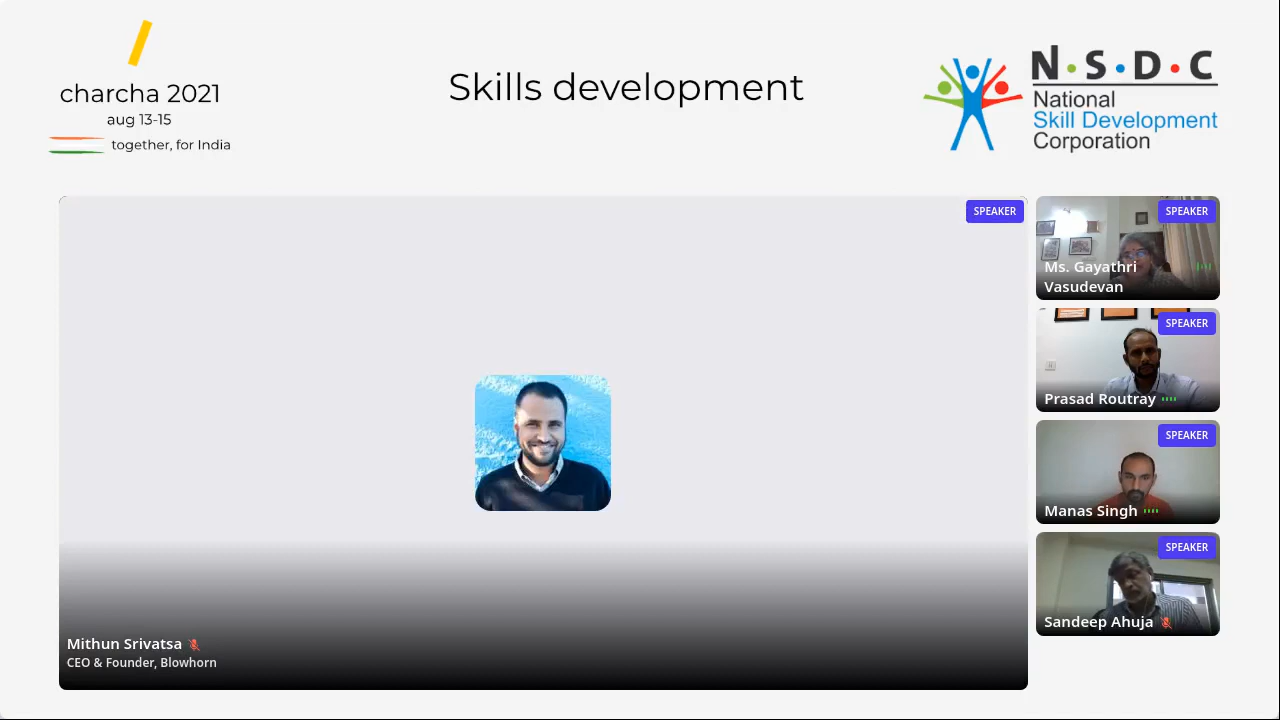 charcha 2021
aug 13-15
together, for India
Skills development
N·S·D·C
National
Skill Development
Corporation
SPEAKER
Mithun Srivatsa
CEO & Founder, Blowhorn
SPEAKER
Ms. Gayathri
Vasudevan
SPEAKER
Prasad Routray
SPEAKER
Manas Singh
SPEAKER
Sandeep Ahuja